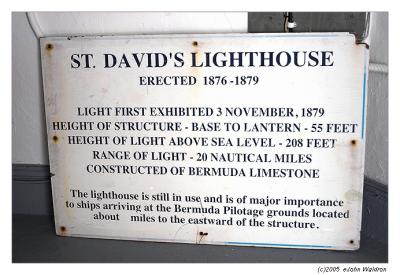 ST. DAVID'S LIGHTHOUSE
ERECTED 1876-1879
LIGHT FIRST EXHIBITED 3 NOVEMBER, 1879
HEIGHT OF STRUCTURE - BASE TO LANTERN - 55 FEET
HEIGHT OF LIGHT ABOVE SEA LEVEL - 208 FEET
RANGE OF LIGHT - 20 NAUTICAL MILES
CONSTRUCTED OF BERMUDA LIMESTONE
The lighthouse is still in use and is of major importance
to ships arriving at the Bermuda Pilotage grounds located
about miles to the eastward of the structure.
(c)2005 eJohn Waldron